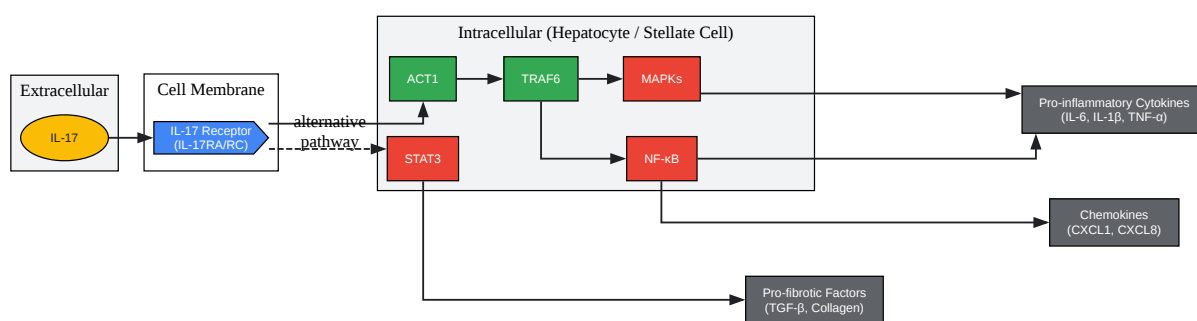 Extracellular
IL-17
Cell Membrane
IL-17 Receptor
(IL-17RA/RC)
alternative
pathway
Intracellular (Hepatocyte / Stellate Cell)
ACT1
TRAF6
MAPKs
STAT3
NF-κB
Pro-inflammatory Cytokines
(IL-6, IL-1β, TNF-α)
Chemokines
(CXCL1, CXCL8)
Pro-fibrotic Factors
(TGF-β, Collagen)